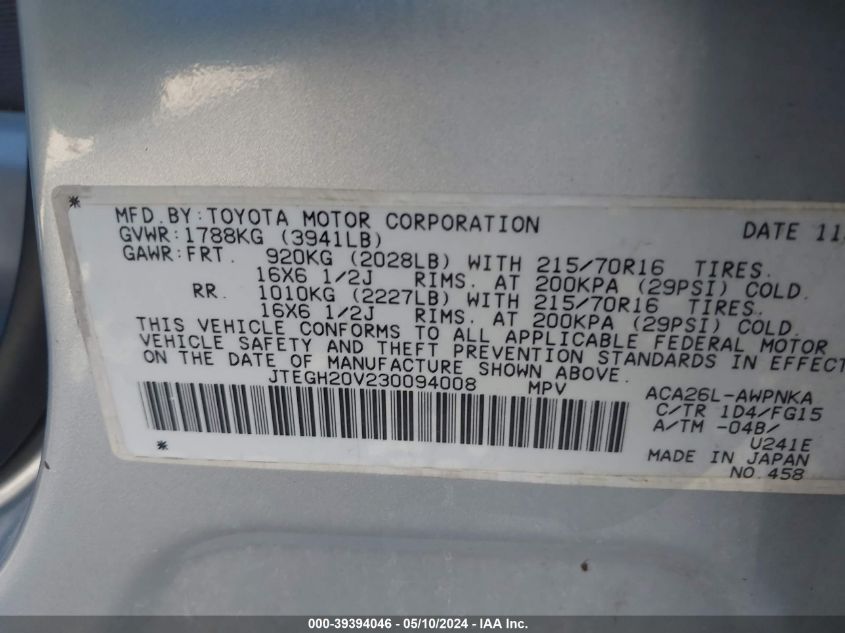 * MFD.BY:TOYOTA MOTOR CORPORATION DATE 11
GVWR:1788KG (3941LB)
GAWR:FRT. 920KG (2028LB) WITH 215/70R16 TIRES.
16X6 1/2J RIMS. AT 200KPA (29PSI) COLD.
RR. 1010KG (2227LB) WITH 215/70R16 TIRES.
16X6 1/2J RIMS. AT 200KPA (29PSI) COLD.
THIS VEHICLE CONFORMS TO ALL APPLICABLE FEDERAL MOTOR
VEHICLE SAFETY AND THEFT PREVENTION STANDARDS IN EFFECT
ON THE DATE OF MANUFACTURE SHOWN ABOVE.
JTEGH20V230094008 MPV ACA26L-AWPNKA
C/TR 1D4/FG15
A/TM -04B/
* U241E
MADE IN JAPAN
NO.458
000-39394046 - 05/10/2024 - IAA Inc.